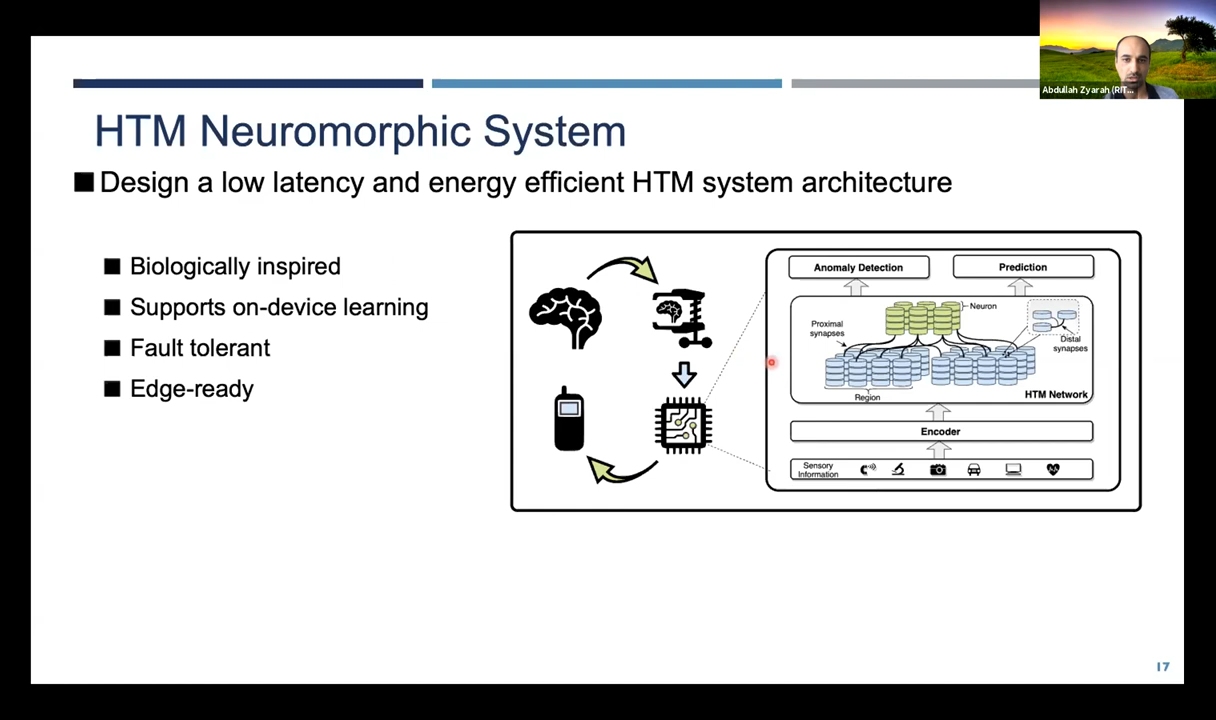 Abdullah Zyarah (RIT...
HTM Neuromorphic System
Design a low latency and energy efficient HTM system architecture
Biologically inspired
Supports on-device learning
Fault tolerant
Edge-ready
Anomaly Detection
Prediction
Neuron
Proximal
synapses
Distal
synapses
Region
HTM Network
Encoder
Sensory
Information
17